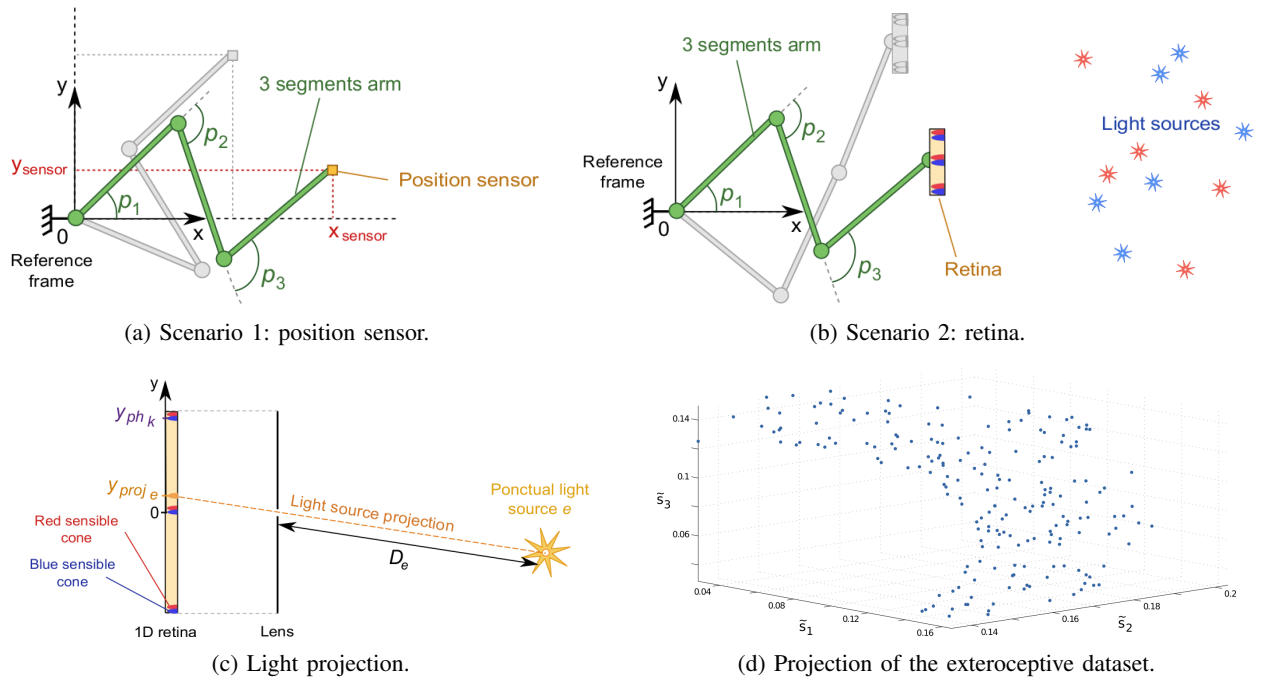 y
3 segments arm
p2
ysensor
Position sensor
p1
0
x
xsensor
Reference
frame
p3
(a) Scenario 1: position sensor.
3 segments arm
y
p2
Light sources
Reference
frame
p1
0
x
p3
Retina
(b) Scenario 2: retina.
y
yph k
yproj e
0
Light source projection
Ponctual light
source e
Red sensible
cone
De
Blue sensible
cone
1D retina
Lens
(c) Light projection.
0.14
0.1
s̃3
0.06
0.04
0.08
0.12
0.16
s̃1
0.14
0.16
0.18
0.2
s̃2
(d) Projection of the exteroceptive dataset.